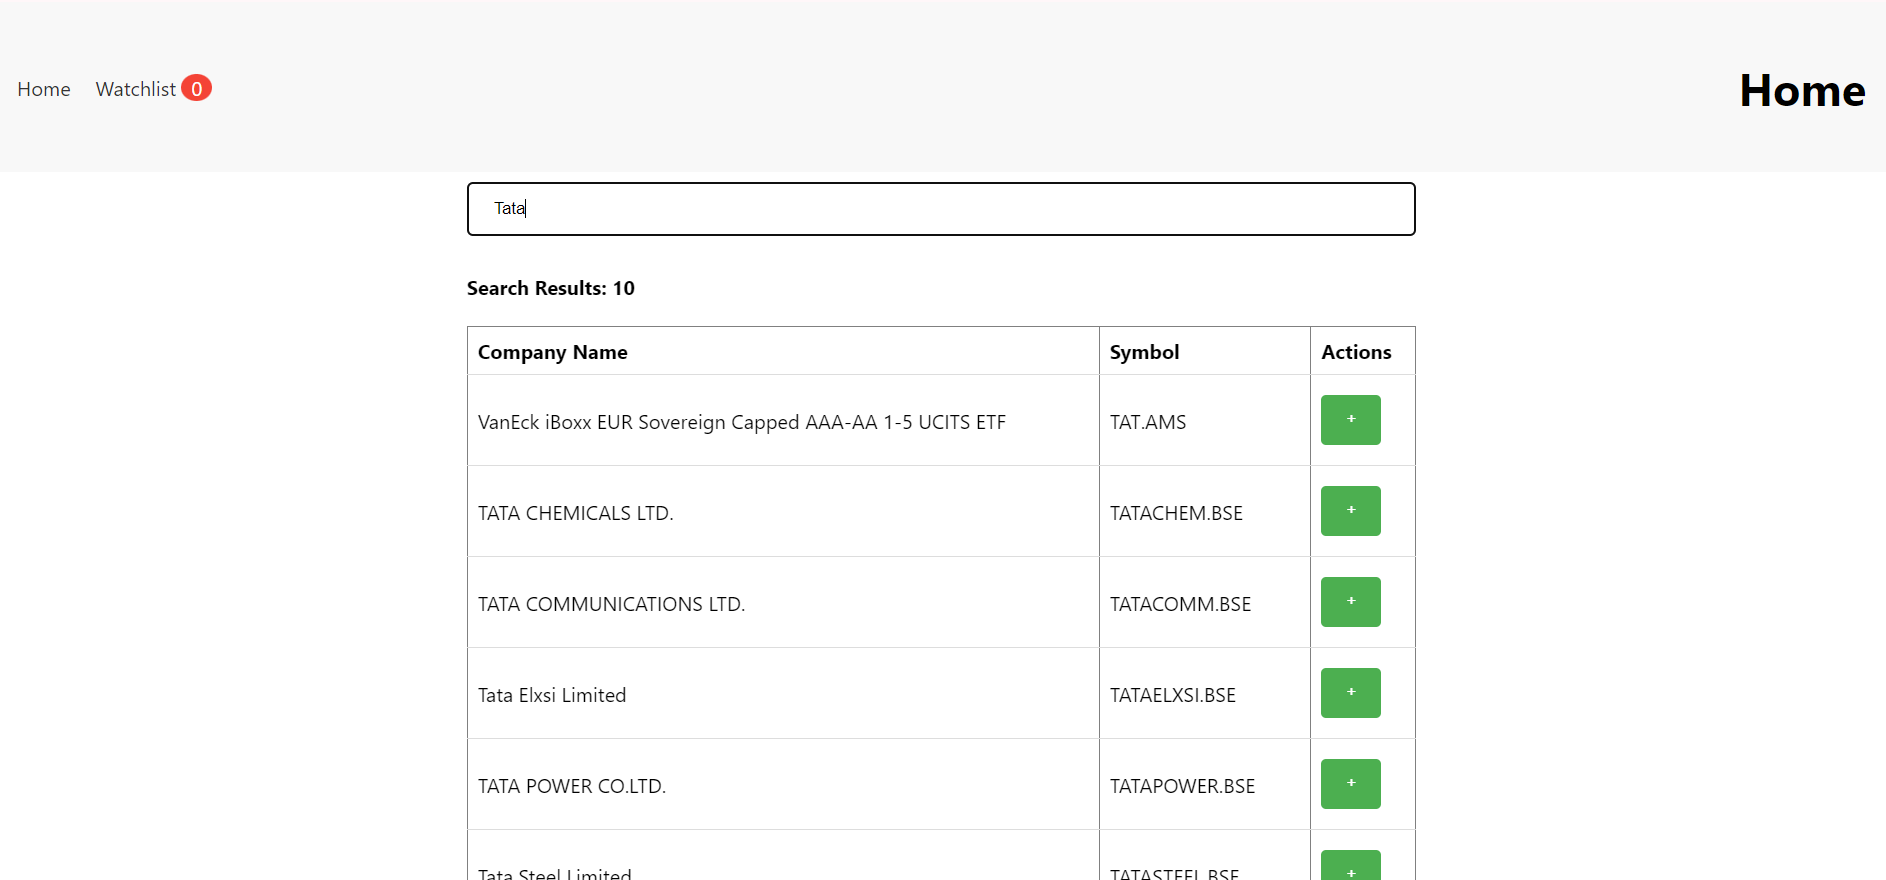 Home Watchlist 0 Home
Tata
Search Results: 10
Company Name Symbol Actions
VanEck iBoxx EUR Sovereign Capped AAA-AA 1-5 UCITS ETF TAT.AMS +
TATA CHEMICALS LTD. TATACHEM.BSE +
TATA COMMUNICATIONS LTD. TATACOMM.BSE +
Tata Elxsi Limited TATAELXSI.BSE +
TATA POWER CO.LTD. TATAPOWER.BSE +
Tata Steel Limited TATASTEEL.BSE +